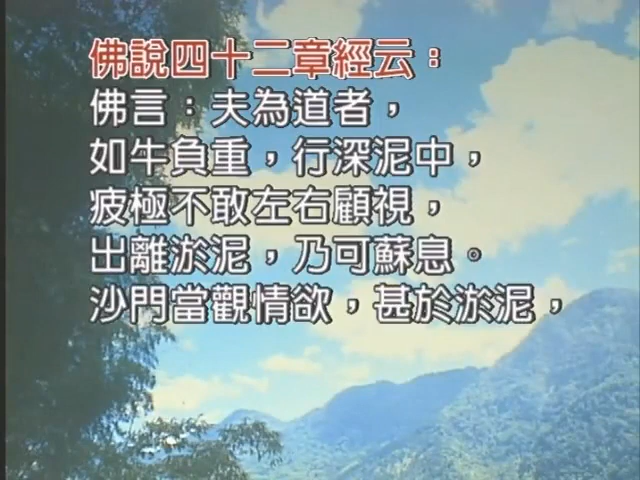 佛說四十二章經云：
佛言：夫為道者，
如牛負重，行深泥中，
疲極不敢左右顧視，
出離淤泥，乃可蘇息。
沙門當觀情欲，甚於淤泥，